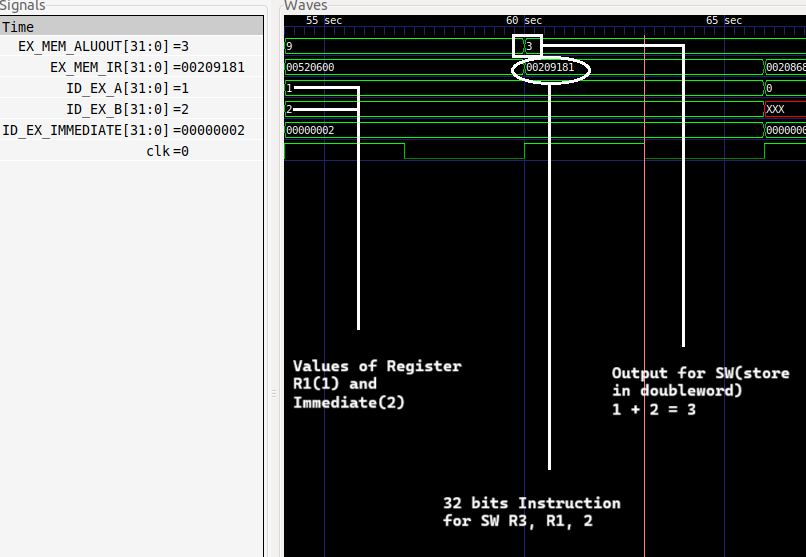 Signals
Waves
Time
55 sec 60 sec 65 sec
EX_MEM_ALUOUT[31:0] =3 9 3
EX_MEM_IR[31:0] =00209181 00520600 00209181 0020868
ID_EX_A[31:0] =1 1 0
ID_EX_B[31:0] =2 2 XXX
ID_EX_IMMEDIATE[31:0] =00000002 00000002 0000000
clk =0
Values of Register
R1(1) and
Immediate(2)
Output for SW(store
in doubleword)
1 + 2 = 3
32 bits Instruction
for SW R3, R1, 2